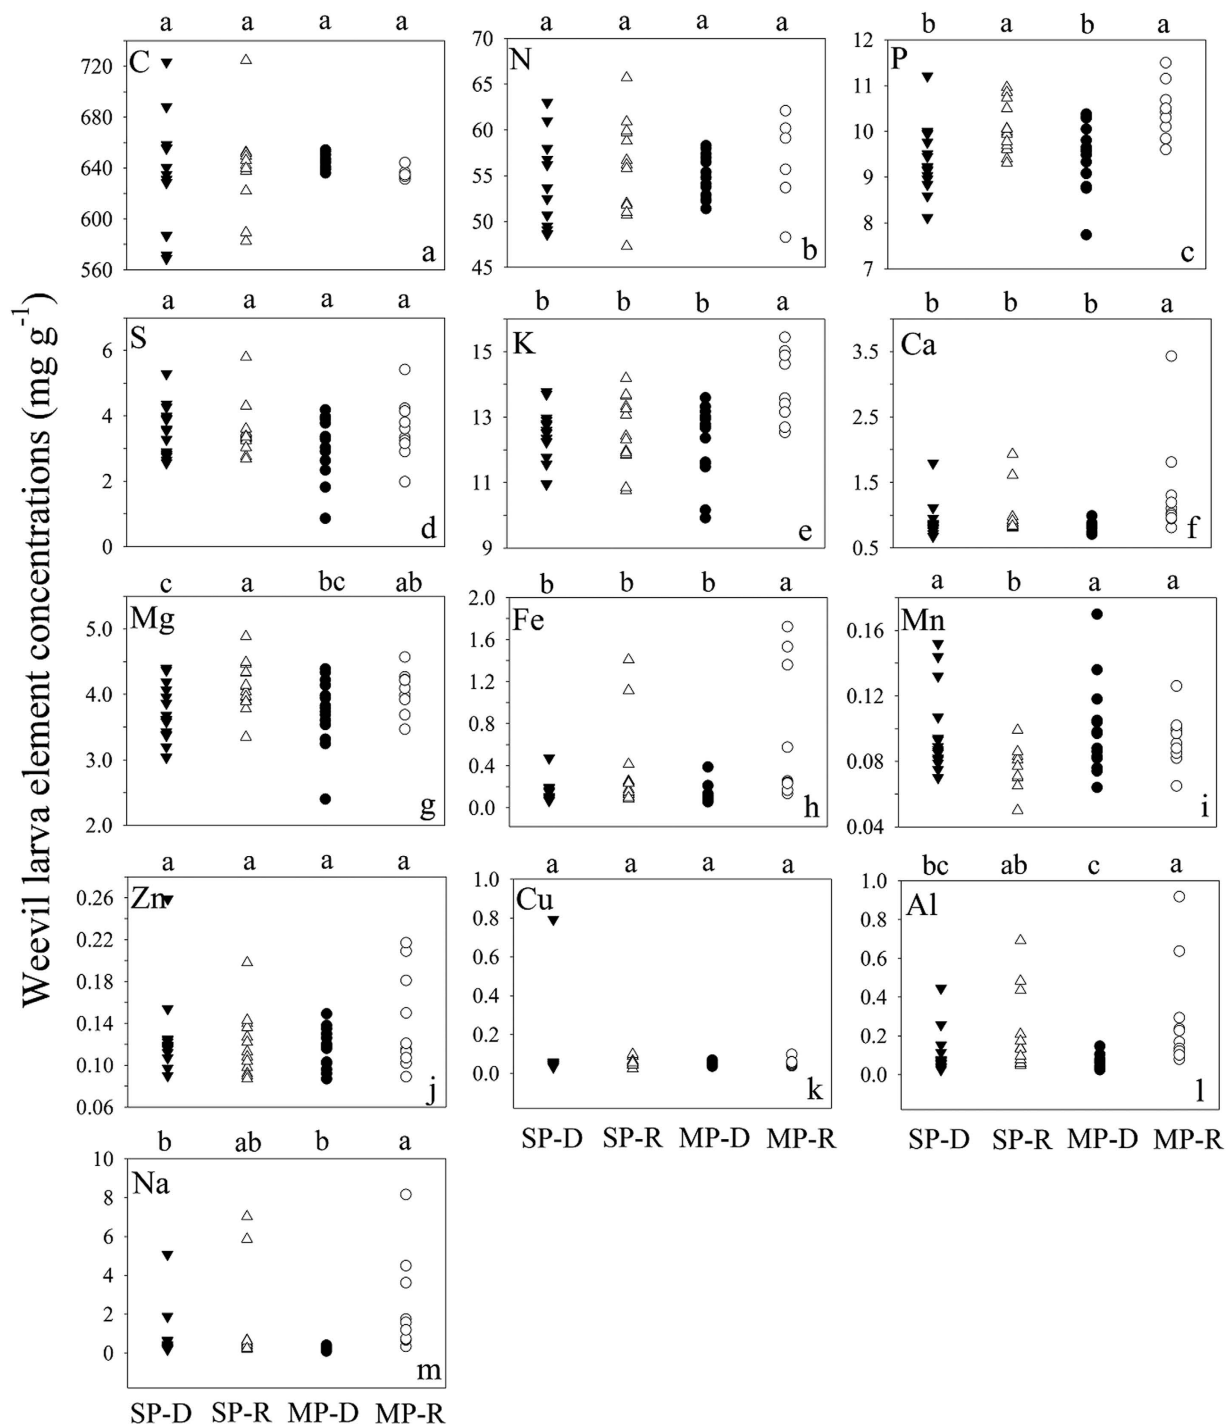 Weevil larva element concentrations (mg g-1)
a a a a
C
720
680
640
600
560
a
a a a a
N
70
65
60
55
50
45
b
b a b a
P
12
11
10
9
8
7
c
a a a a
S
6
4
2
0
d
b b b a
K
15
13
11
9
e
b b b a
Ca
3.5
2.5
1.5
0.5
f
c a bc ab
Mg
5.0
4.0
3.0
2.0
g
b b b a
Fe
2.0
1.6
1.2
0.8
0.4
0.0
h
a b a a
Mn
0.16
0.12
0.08
0.04
i
a a a a
Zn
0.26
0.22
0.18
0.14
0.10
0.06
j
a a a a
Cu
1.0
0.8
0.6
0.4
0.2
0.0
k
SP-D SP-R MP-D MP-R
bc ab c a
Al
1.0
0.8
0.6
0.4
0.2
0.0
l
SP-D SP-R MP-D MP-R
b ab b a
Na
10
8
6
4
2
0
m
SP-D SP-R MP-D MP-R